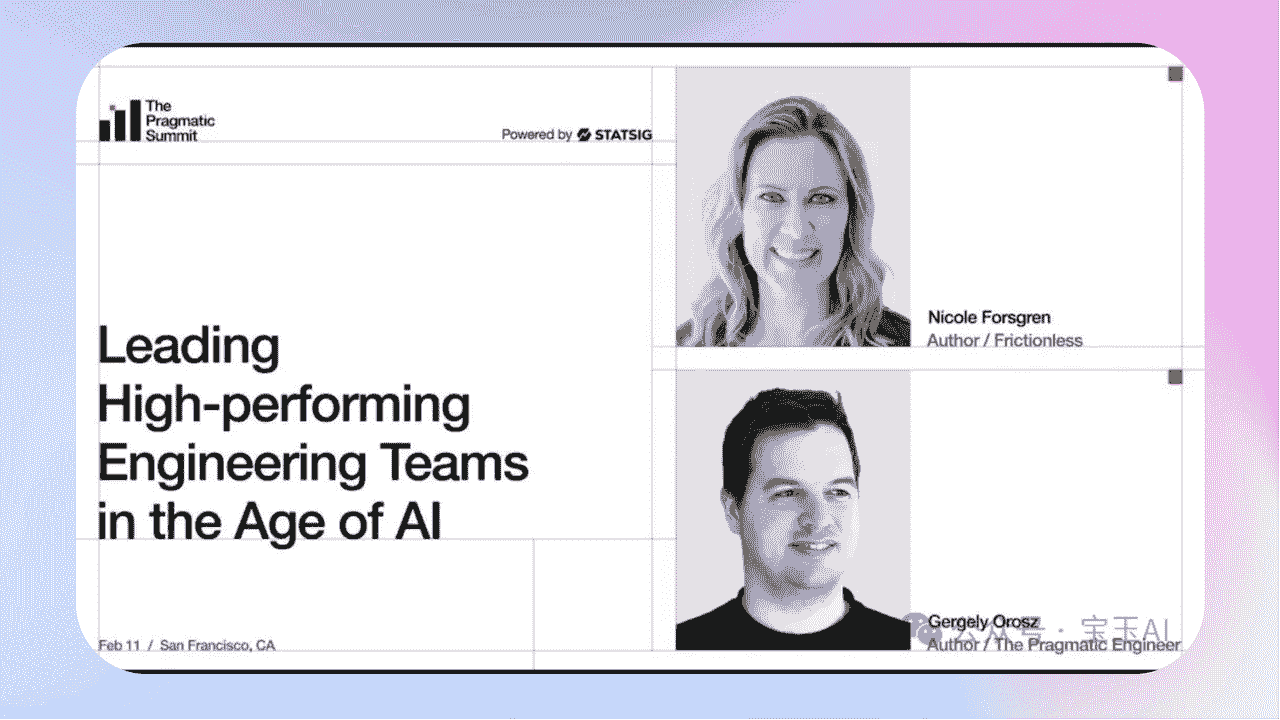 The
Pragmatic
Summit
Powered by STATSIG
Leading
High-performing
Engineering Teams
in the Age of AI
Feb 11 / San Francisco, CA
Nicole Forsgren
Author / Frictionless
Gergely Orosz
Author / The Pragmatic Engineer
公众号 · 宝玉AI